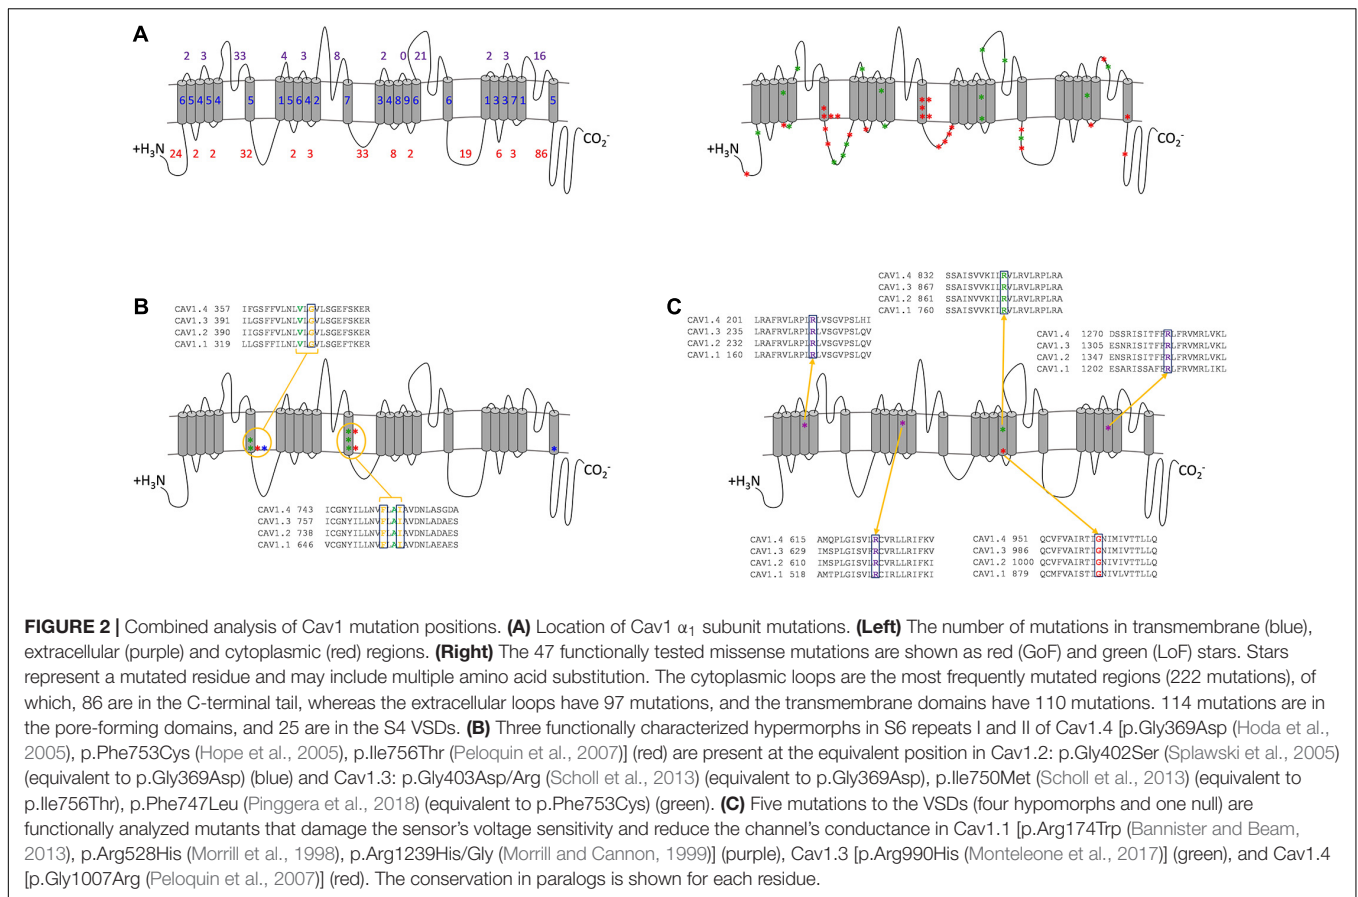 A
2 3 33 4 3 8 2 0 21 2 3 16
6 5 4 5 4 5 1 5 6 4 2 7 3 4 8 9 6 6 1 3 3 7 1 5
+H₃N 24 2 2 32 2 3 33 8 2 19 6 3 86 CO₂⁻
+H₃N CO₂⁻
B
CAV1.4 357 IFGSFFVLNLVLGVLSGEFSKER
CAV1.3 391 ILGSFFVLNLVLGVLSGEFSKER
CAV1.2 390 IIGSFFVLNLVLGVLSGEFSKER
CAV1.1 319 LLGSFFILNLVLGVLSGEFTKER
+H₃N CO₂⁻
CAV1.4 743 ICGNYILLNVFLAIAVDNLASGDA
CAV1.3 757 ICGNYILLNVFLAIAVDNLADAES
CAV1.2 738 ICGNYILLNVFLAIAVDNLADAES
CAV1.1 646 VCGNYILLNVFLAIAVDNLAEAES
C
CAV1.4 832 SSAISVVKILRVLRVLRPLRA
CAV1.3 867 SSAISVVKILRVLRVLRPLRA
CAV1.2 861 SSAINVVKILRVLRVLRPLRA
CAV1.1 760 SSAISVVKILRVLRVLRPLRA
CAV1.4 201 LRAFRVLRPLRLVSGVPSLHI
CAV1.3 235 LRAFRVLRPLRLVSGVPSLQV
CAV1.2 232 LRAFRVLRPLRLVSGVPSLQV
CAV1.1 160 LRAFRVLRPLRLVSGVPSLQV
CAV1.4 1270 DSSRISITFFRLFRVMRLVKL
CAV1.3 1305 EENSRISITFFRLFRVMRLVKL
CAV1.2 1347 ENSRISITFFRLFRVMRLVKL
CAV1.1 1202 ESARISSAFFRLFRVMRLIKL
+H₃N CO₂⁻
CAV1.4 615 AMQPLGISVLRCVRLLRIFKV
CAV1.3 629 IMSPLGISVFRCVRLLRIFKV
CAV1.2 610 IMSPLGISVLRCVRLLRIFKI
CAV1.1 518 AMTPLGISVLRCIRLLRIFKI
CAV1.4 951 QCVFVAIRTIGNIMIVTTLLQ
CAV1.3 986 QCVFVAIRTIGNIMIVTTLLQ
CAV1.2 1000 QCVFVAIRTIGNIVIVTTLLQ
CAV1.1 879 QCMFVAISTIGNIVLVTTLLQ
FIGURE 2 | Combined analysis of Cav1 mutation positions. (A) Location of Cav1 α₁ subunit mutations. (Left) The number of mutations in transmembrane (blue),
extracellular (purple) and cytoplasmic (red) regions. (Right) The 47 functionally tested missense mutations are shown as red (GoF) and green (LoF) stars. Stars
represent a mutated residue and may include multiple amino acid substitution. The cytoplasmic loops are the most frequently mutated regions (222 mutations), of
which, 86 are in the C-terminal tail, whereas the extracellular loops have 97 mutations, and the transmembrane domains have 110 mutations. 114 mutations are in
the pore-forming domains, and 25 are in the S4 VSDs. (B) Three functionally characterized hypermorphs in S6 repeats I and II of Cav1.4 [p.Gly369Asp (Hoda et al.,
2005), p.Phe753Cys (Hope et al., 2005), p.Ile756Thr (Peloquin et al., 2007)] (red) are present at the equivalent position in Cav1.2: p.Gly402Ser (Splawski et al., 2005)
(equivalent to p.Gly369Asp) (blue) and Cav1.3: p.Gly403Asp/Arg (Scholl et al., 2013) (equivalent to p.Gly369Asp), p.Ile750Met (Scholl et al., 2013) (equivalent to
p.Ile756Thr), p.Phe747Leu (Pinggera et al., 2018) (equivalent to p.Phe753Cys) (green). (C) Five mutations to the VSDs (four hypomorphs and one null) are
functionally analyzed mutants that damage the sensor's voltage sensitivity and reduce the channel's conductance in Cav1.1 [p.Arg174Trp (Bannister and Beam,
2013), p.Arg528His (Morrill et al., 1998), p.Arg1239His/Gly (Morrill and Cannon, 1999)] (purple), Cav1.3 [p.Arg990His (Monteleone et al., 2017)] (green), and Cav1.4
[p.Gly1007Arg (Peloquin et al., 2007)] (red). The conservation in paralogs is shown for each residue.